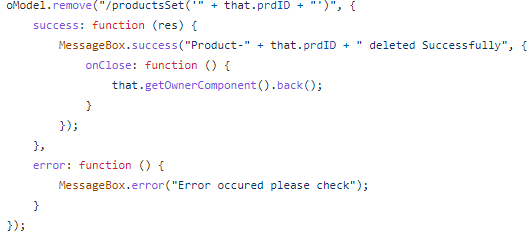 oModel.remove("/productsSet('" + that.prdID + "')", {
    success: function (res) {
        MessageBox.success("Product-" + that.prdID + " deleted Successfully", {
            onClose: function () {
                that.getOwnerComponent().back();
            }
        });
    },
    error: function () {
        MessageBox.error("Error occured please check");
    }
});